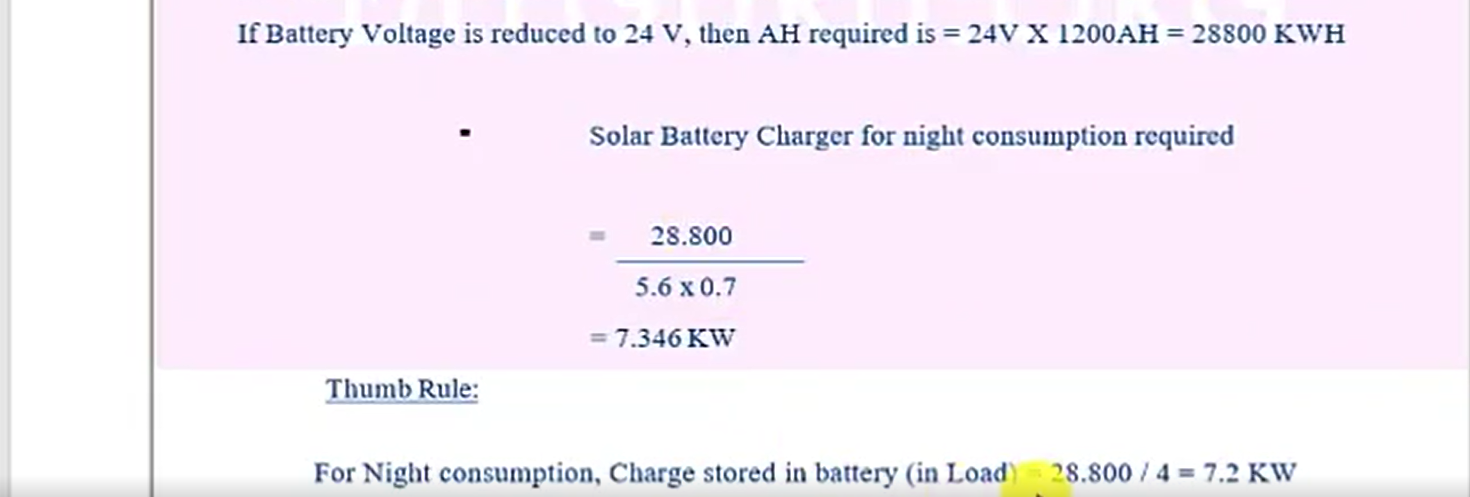 If Battery Voltage is reduced to 24 V, then AH required is = 24V X 1200AH = 28800 KWH
Solar Battery Charger for night consumption required
= 28.800
5.6 x 0.7
= 7.346 KW
Thumb Rule:
For Night consumption, Charge stored in battery (in Load) = 28.800 / 4 = 7.2 KW